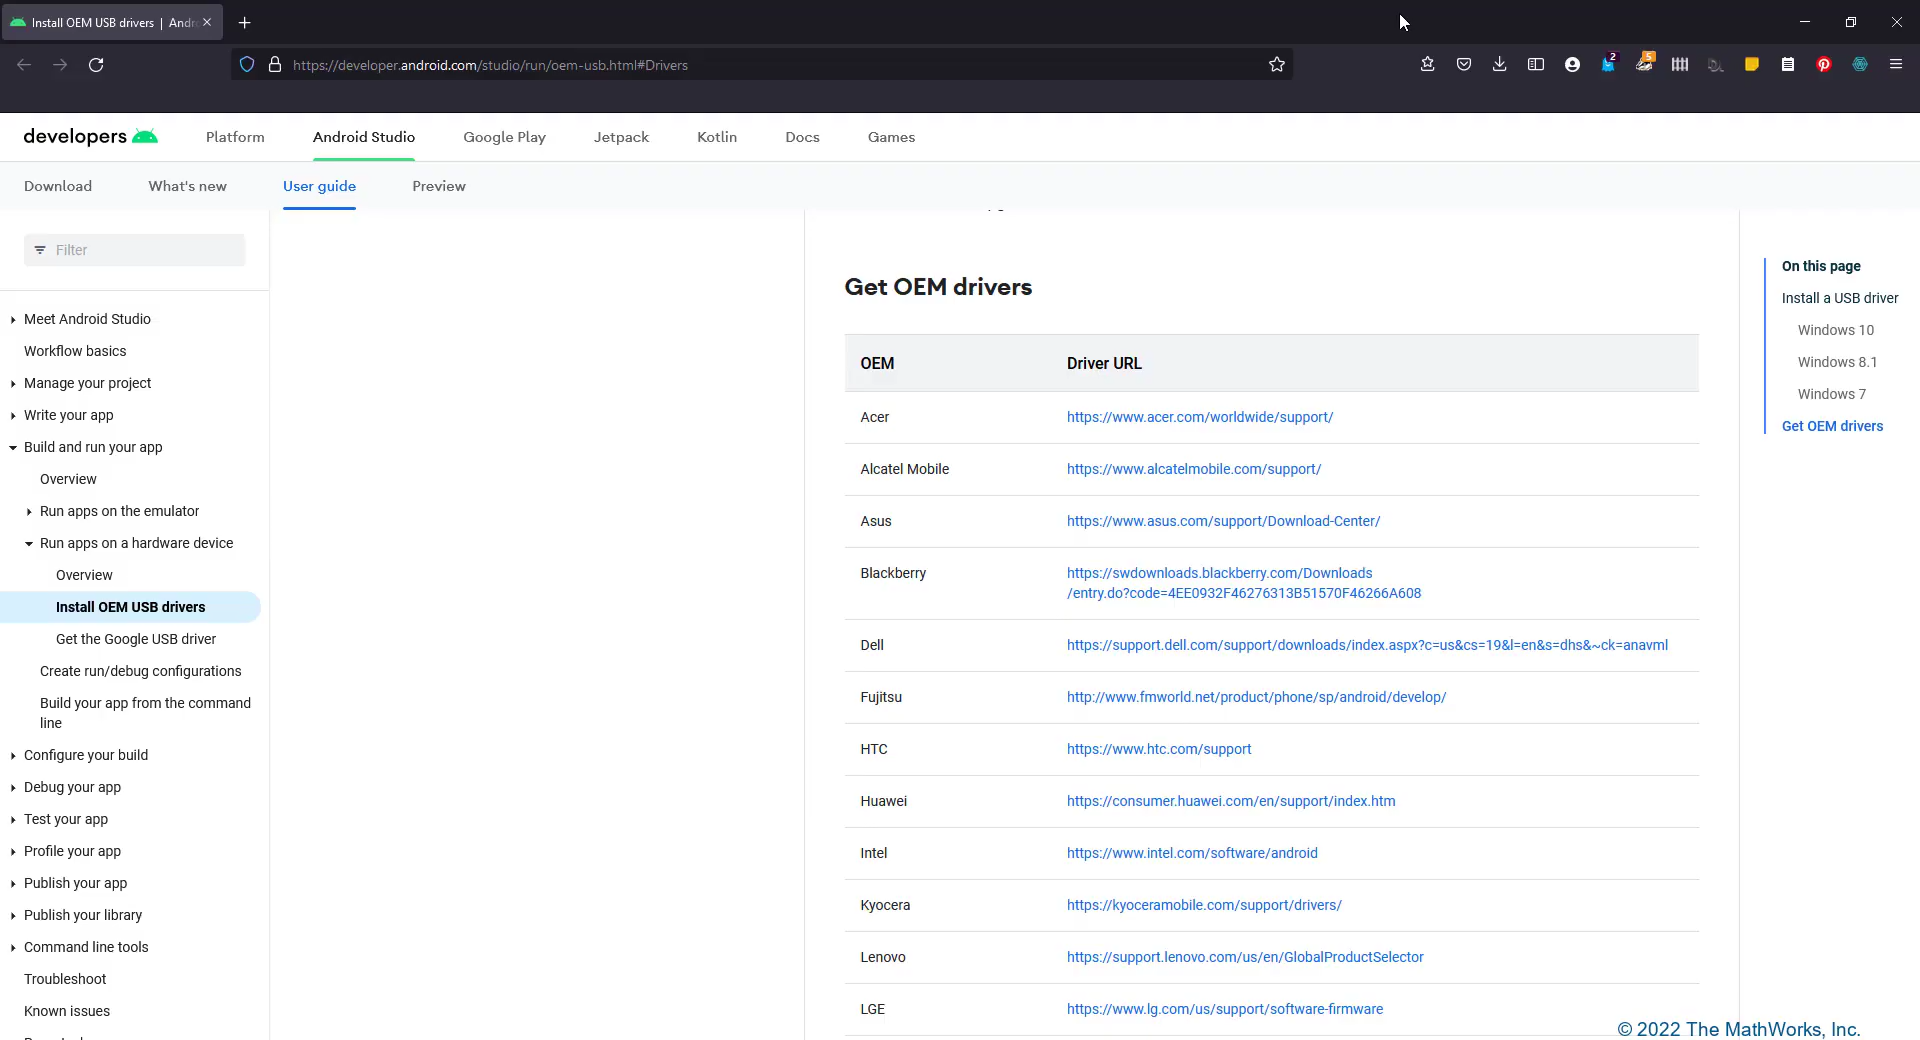 Install OEM USB drivers | Andr
https://developer.android.com/studio/run/oem-usb.html#Drivers
2
5
developers
Platform
Android Studio
Google Play
Jetpack
Kotlin
Docs
Games
Download
What's new
User guide
Preview
Filter
Meet Android Studio
Workflow basics
Manage your project
Write your app
Build and run your app
Overview
Run apps on the emulator
Run apps on a hardware device
Overview
Install OEM USB drivers
Get the Google USB driver
Create run/debug configurations
Build your app from the command
line
Configure your build
Debug your app
Test your app
Profile your app
Publish your app
Publish your library
Command line tools
Troubleshoot
Known issues
Get OEM drivers
OEM Driver URL
Acer https://www.acer.com/worldwide/support/
Alcatel Mobile https://www.alcatelmobile.com/support/
Asus https://www.asus.com/support/Download-Center/
Blackberry https://swdownloads.blackberry.com/Downloads
/entry.do?code=4EE0932F46276313B51570F46266A608
Dell https://support.dell.com/support/downloads/index.aspx?c=us&cs=19&l=en&s=dhs&~ck=anavml
Fujitsu http://www.fmworld.net/product/phone/sp/android/develop/
HTC https://www.htc.com/support
Huawei https://consumer.huawei.com/en/support/index.htm
Intel https://www.intel.com/software/android
Kyocera https://kyoceramobile.com/support/drivers/
Lenovo https://support.lenovo.com/us/en/GlobalProductSelector
LGE https://www.lg.com/us/support/software-firmware
On this page
Install a USB driver
Windows 10
Windows 8.1
Windows 7
Get OEM drivers
© 2022 The MathWorks, Inc.